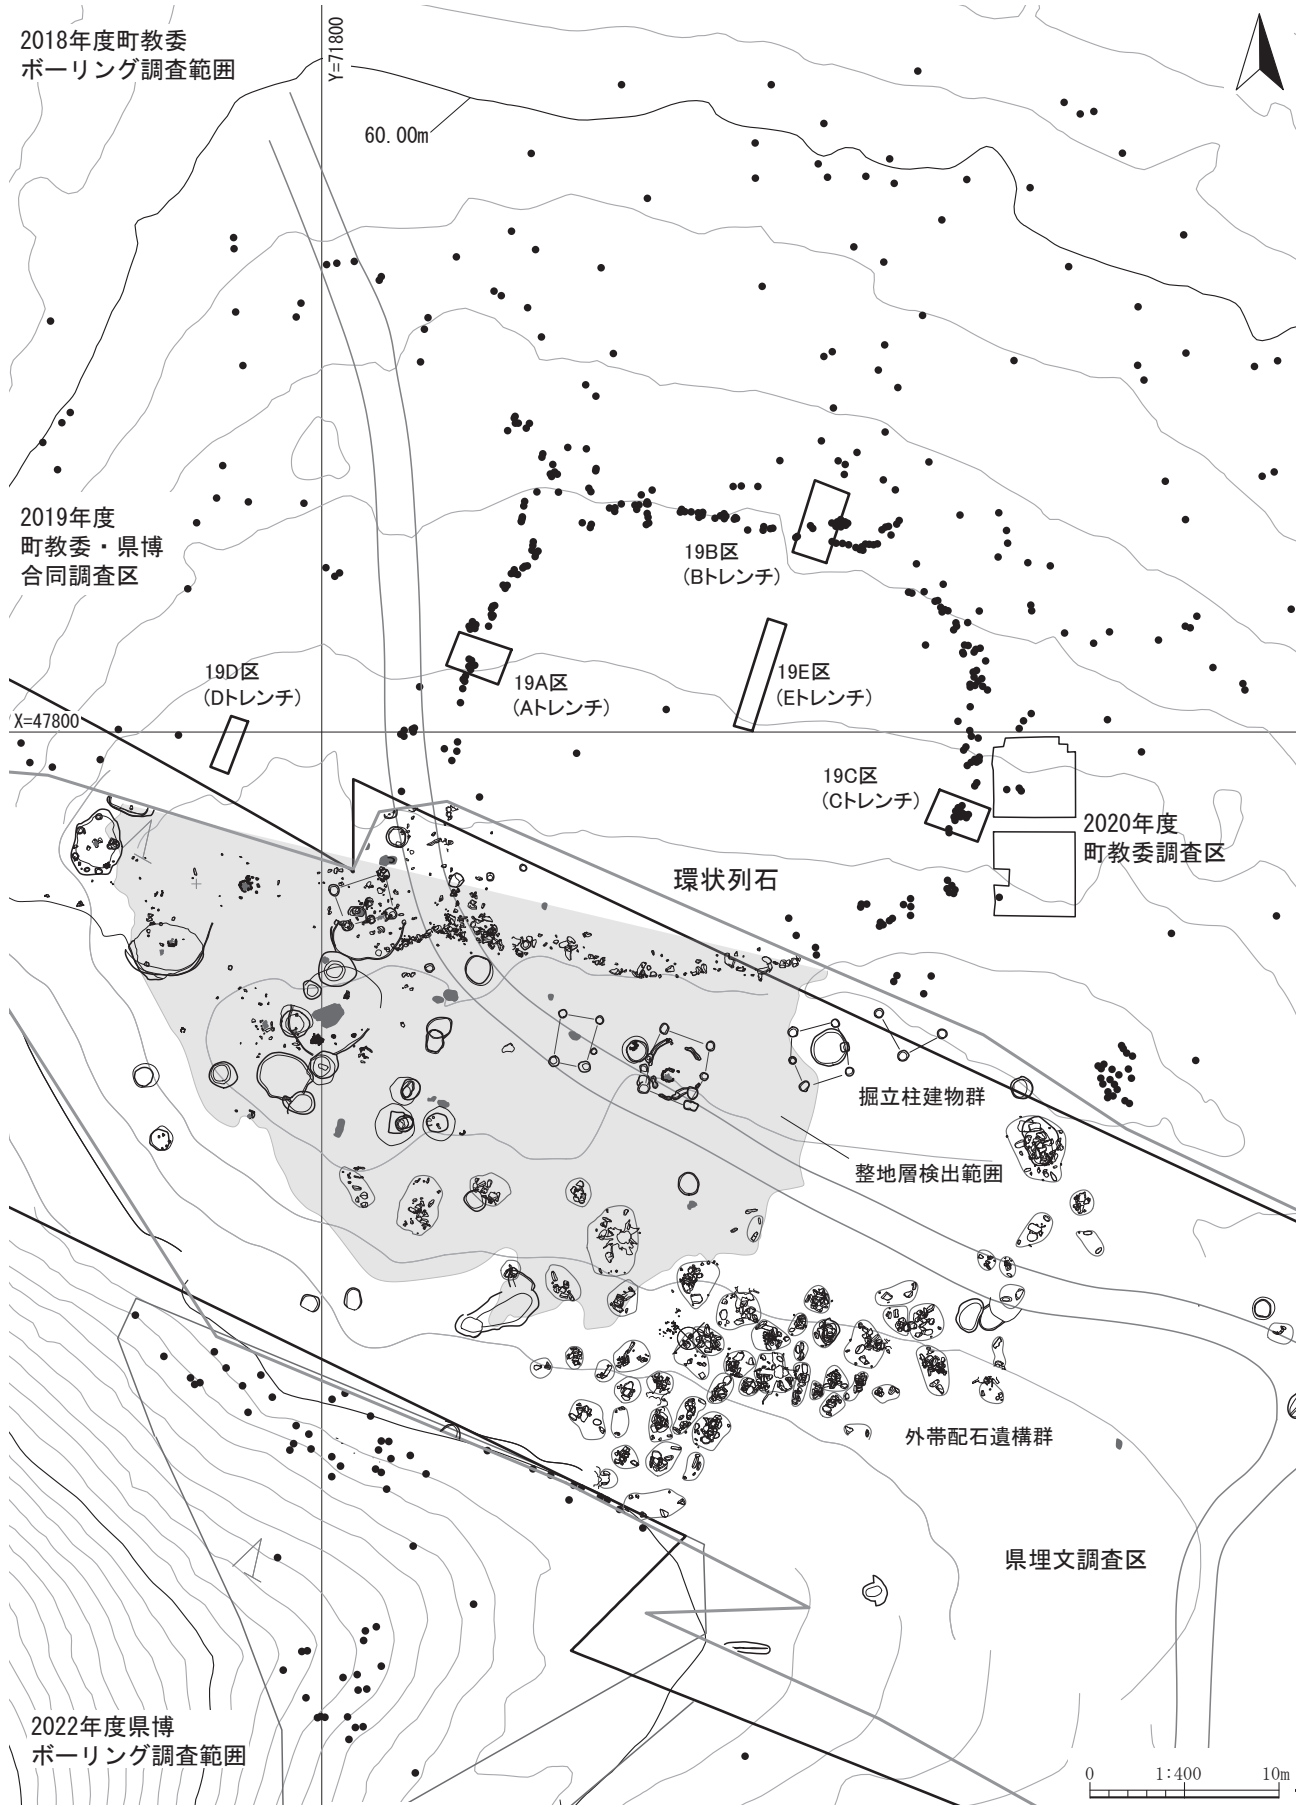 2018年度町教委
ボーリング調査範囲
Y=71800
60.00m
2019年度
町教委・県博
合同調査区
19B区
(Bトレンチ)
19D区
(Dトレンチ)
19A区
(Aトレンチ)
19E区
(Eトレンチ)
X=47800
19C区
(Cトレンチ)
2020年度
町教委調査区
環状列石
掘立柱建物群
整地層検出範囲
外帯配石遺構群
県埋文調査区
2022年度県博
ボーリング調査範囲
0 1:400 10m